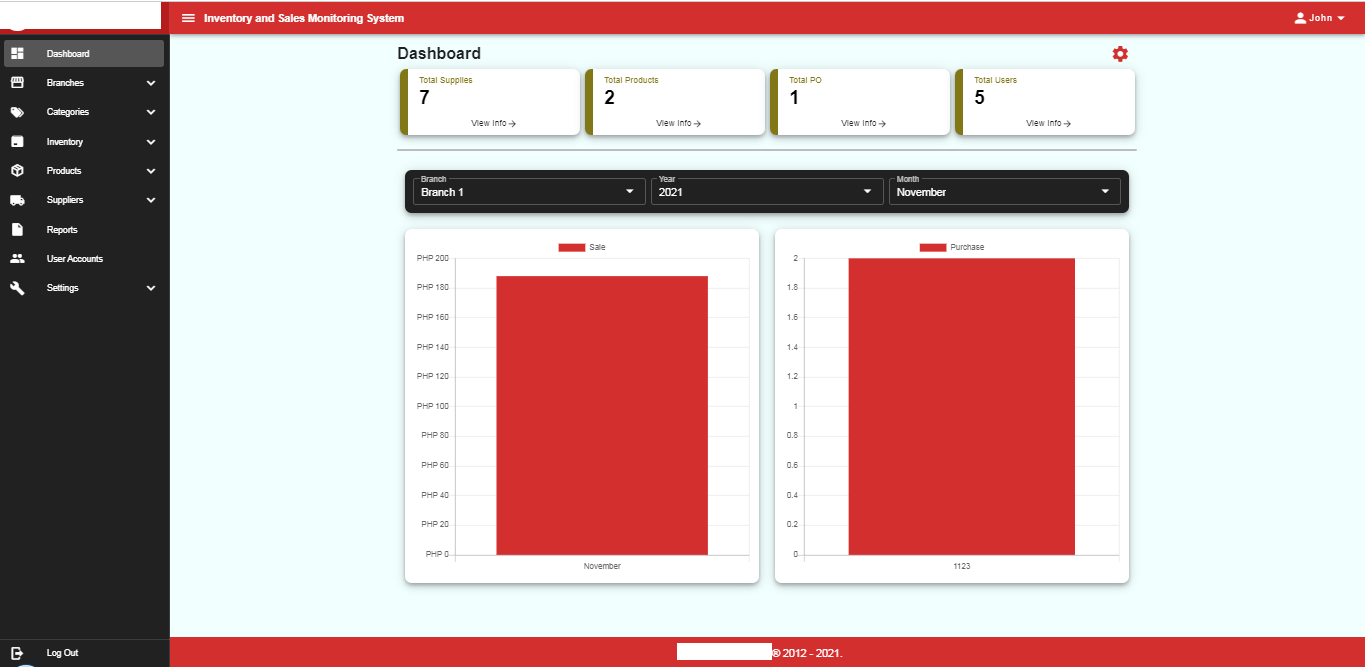 Inventory and Sales Monitoring System
John
Dashboard
Branches
Categories
Inventory
Products
Suppliers
Reports
User Accounts
Settings
Log Out
Dashboard
Total Supplies
7
View Info
Total Products
2
View Info
Total PO
1
View Info
Total Users
5
View Info
Branch
Branch 1
Year
2021
Month
November
Sale
PHP 200
PHP 180
PHP 160
PHP 140
PHP 120
PHP 100
PHP 80
PHP 60
PHP 40
PHP 20
PHP 0
November
Purchase
2
1.8
1.6
1.4
1.2
1
0.8
0.6
0.4
0.2
0
1123
® 2012 - 2021.